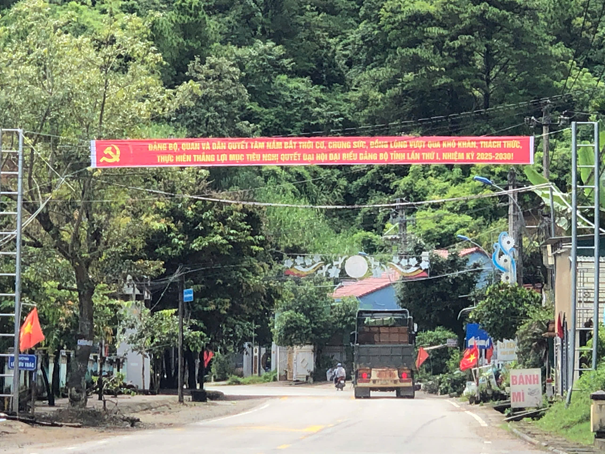 ĐẢNG BỘ, QUÂN VÀ DÂN QUYẾT TÂM NẮM BẮT THỜI CƠ, CHUNG SỨC, ĐỒNG LÒNG VƯỢT QUA KHÓ KHĂN, THÁCH THỨC,
THỰC HIỆN THẮNG LỢI MỤC TIÊU NGHỊ QUYẾT ĐẠI HỘI ĐẠI BIỂU ĐẢNG BỘ TỈNH LẦN THỨ I, NHIỆM KỲ 2025-2030!
BÁNH
MÌ